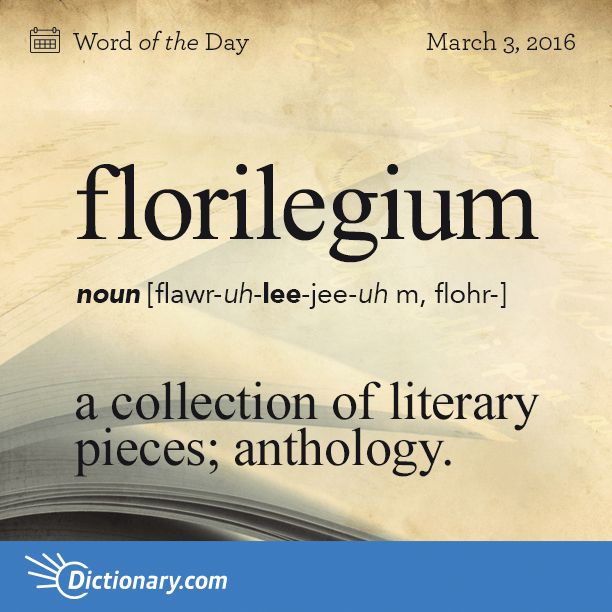 Word of the Day
March 3, 2016
florilegium
noun [flawr-uh-lee-jee-uh m, flohr-]
a collection of literary
pieces; anthology.
Dictionary.com